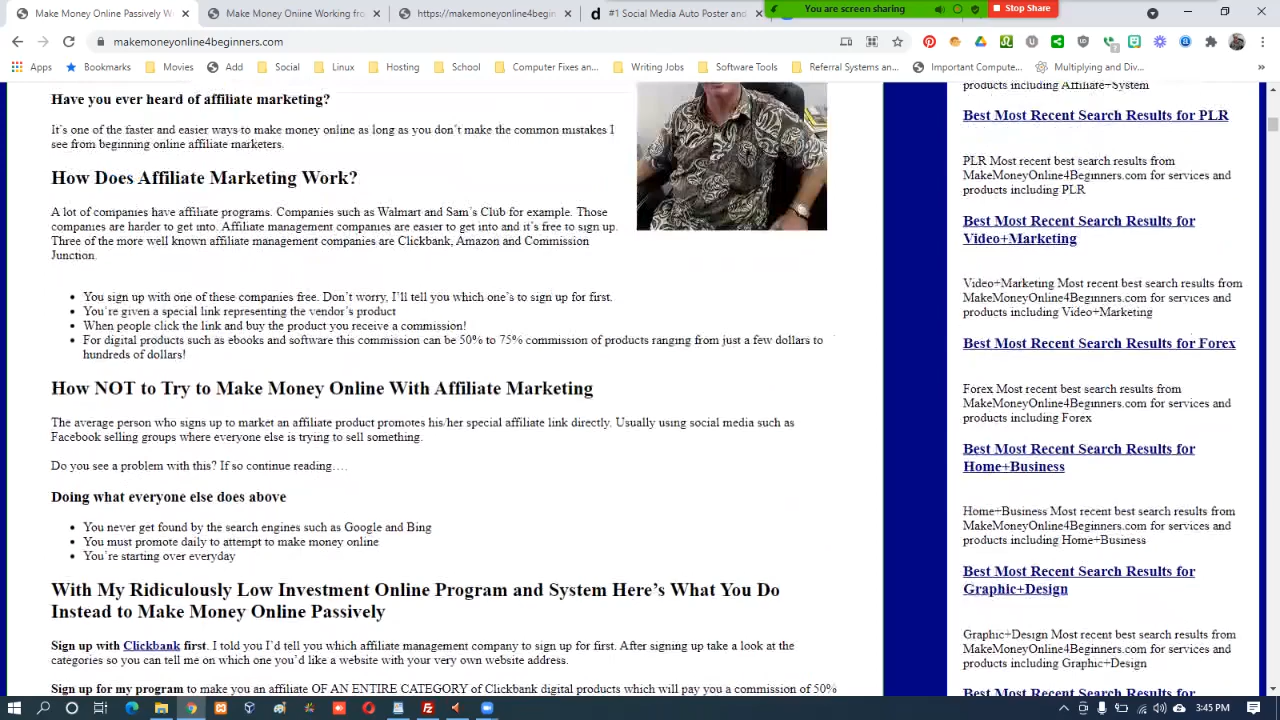 Make Money Online Passively W
Make Money Online Writing
https//makemoneyonline4begin
#1 Social Media Auto Poster and
You are screen sharing
Stop Share
makemoneyonline4beginners.com
Apps
Bookmarks
Movies
Add
Social
Linux
Hosting
School
Computer Fixes an...
Writing Jobs
Software Tools
Referral Systems an...
Important Compute...
Multiplying and Div...
»
Have you ever heard of affiliate marketing?
It's one of the faster and easier ways to make money online as long as you don't make the common mistakes I
see from beginning online affiliate marketers.
How Does Affiliate Marketing Work?
A lot of companies have affiliate programs. Companies such as Walmart and Sam's Club for example. Those
companies are harder to get into. Affiliate management companies are easier to get into and it's free to sign up.
Three of the more well known affiliate management companies are Clickbank, Amazon and Commission
Junction.
• You sign up with one of these companies free. Don't worry, I'll tell you which one's to sign up for first.
• You're given a special link representing the vendor's product
• When people click the link and buy the product you receive a commission!
• For digital products such as ebooks and software this commission can be 50% to 75% commission of products ranging from just a few dollars to
hundreds of dollars!
How NOT to Try to Make Money Online With Affiliate Marketing
The average person who signs up to market an affiliate product promotes his/her special affiliate link directly. Usually using social media such as
Facebook selling groups where everyone else is trying to sell something.
Do you see a problem with this? If so continue reading….
Doing what everyone else does above
• You never get found by the search engines such as Google and Bing
• You must promote daily to attempt to make money online
• You're starting over everyday
With My Ridiculously Low Investment Online Program and System Here's What You Do
Instead to Make Money Online Passively
Sign up with Clickbank first. I told you I'd tell you which affiliate management company to sign up for first. After signing up take a look at the
categories so you can tell me on which one you'd like a website with your very own website address.
Sign up for my program to make you an affiliate OF AN ENTIRE CATEGORY of Clickbank digital products which will pay you a commission of 50%
products including Affiliate+System
Best Most Recent Search Results for PLR
PLR Most recent best search results from
MakeMoneyOnline4Beginners.com for services and
products including PLR
Best Most Recent Search Results for
Video+Marketing
Video+Marketing Most recent best search results from
MakeMoneyOnline4Beginners.com for services and
products including Video+Marketing
Best Most Recent Search Results for Forex
Forex Most recent best search results from
MakeMoneyOnline4Beginners.com for services and
products including Forex
Best Most Recent Search Results for
Home+Business
Home+Business Most recent best search results from
MakeMoneyOnline4Beginners.com for services and
products including Home+Business
Best Most Recent Search Results for
Graphic+Design
Graphic+Design Most recent best search results from
MakeMoneyOnline4Beginners.com for services and
products including Graphic+Design
Best Most Recent Search Results for
3:45 PM